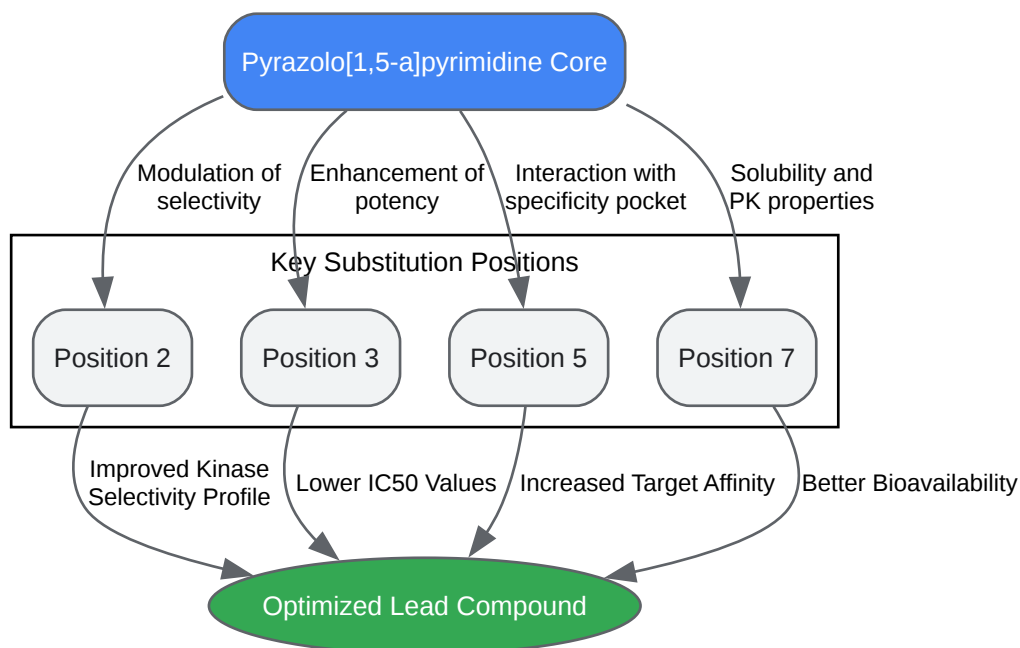 Pyrazolo[1,5-a]pyrimidine Core
Modulation of
selectivity
Enhancement of
potency
Interaction with
specificity pocket
Solubility and
PK properties
Key Substitution Positions
Position 2
Position 3
Position 5
Position 7
Improved Kinase
Selectivity Profile
Lower IC50 Values
Increased Target Affinity
Better Bioavailability
Optimized Lead Compound